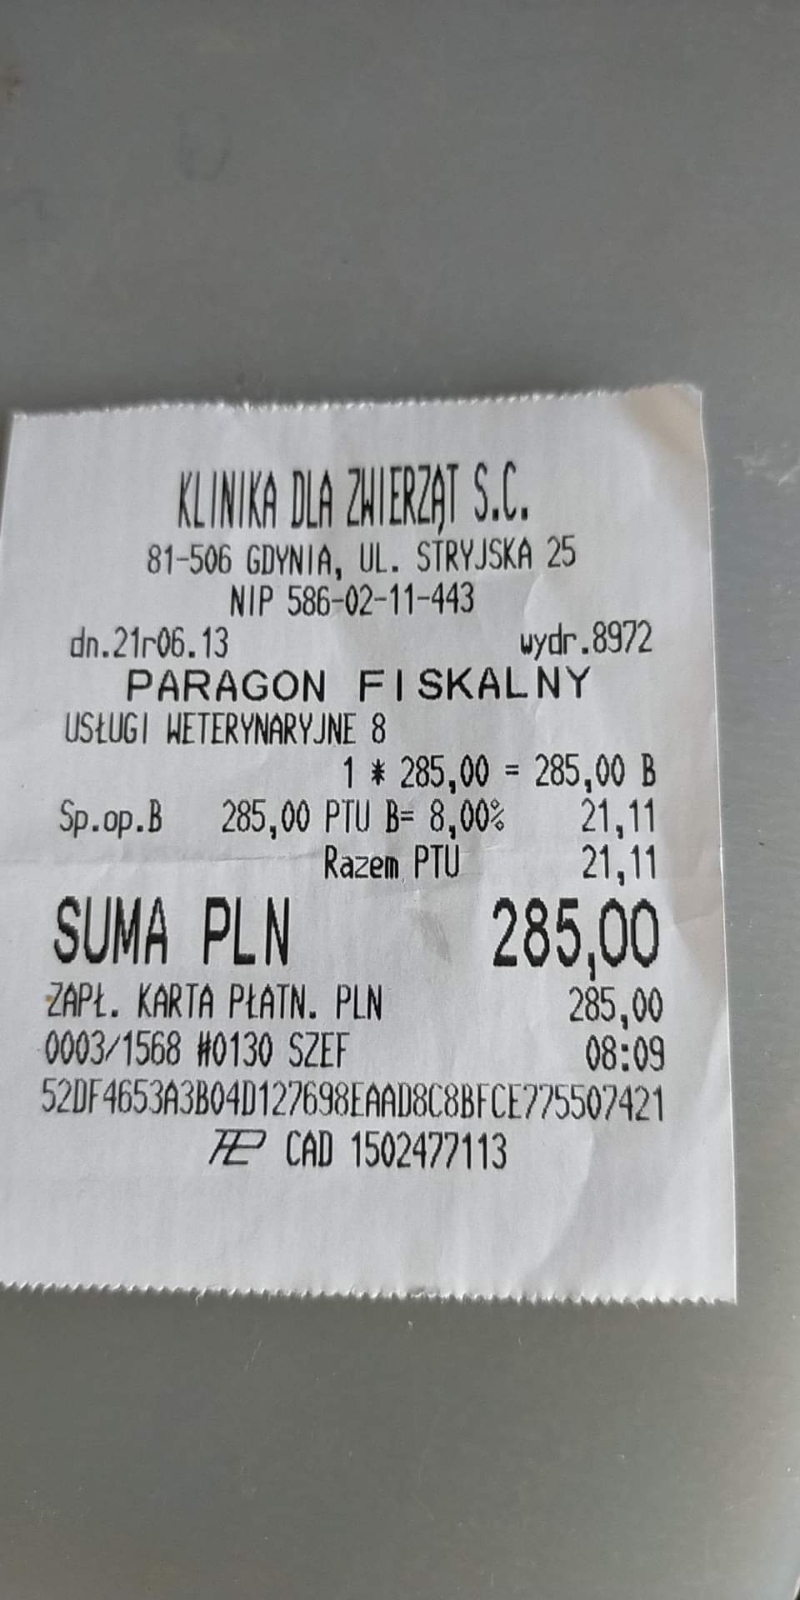 KLINIKA DLA ZWIERZĄT S.C.
81-506 GDYNIA, UL. STRYJSKA 25
NIP 586-02-11-443
dn.21r06.13 wydr.8972
PARAGON FISKALNY
USŁUGI WETERYNARYJNE 8
1 * 285,00 = 285,00 B
Sp.op.B 285,00 PTU B= 8,00% 21,11
Razem PTU 21,11
SUMA PLN 285,00
ZAPŁ. KARTA PŁATN. PLN 285,00
0003/1568 #0130 SZEF 08:09
52DF4653A3B04D127698EAAD8C8BFCE775507421
CAD 1502477113